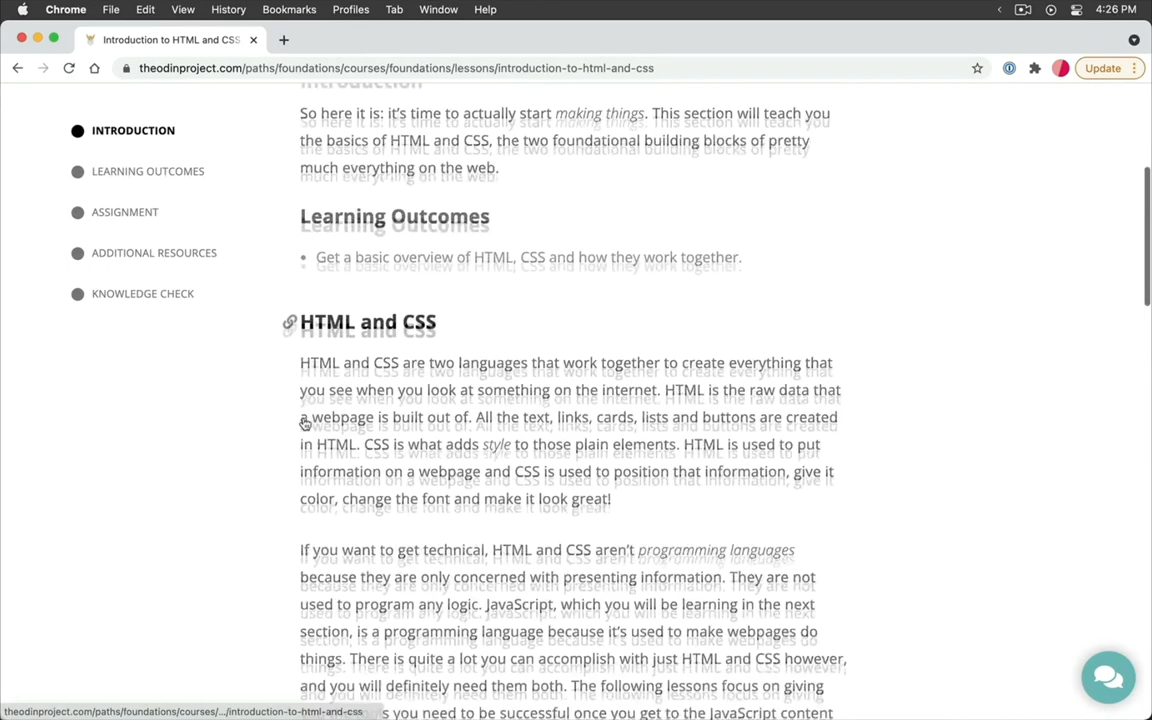 Chrome File Edit View History Bookmarks Profiles Tab Window Help 4:26 PM
Introduction to HTML and CSS
theodinproject.com/paths/foundations/courses/foundations/lessons/introduction-to-html-and-css Update
INTRODUCTION
LEARNING OUTCOMES
ASSIGNMENT
ADDITIONAL RESOURCES
KNOWLEDGE CHECK
Introduction
So here it is: it's time to actually start making things. This section will teach you
the basics of HTML and CSS, the two foundational building blocks of pretty
much everything on the web.
Learning Outcomes
• Get a basic overview of HTML, CSS and how they work together.
HTML and CSS
HTML and CSS are two languages that work together to create everything that
you see when you look at something on the internet. HTML is the raw data that
a webpage is built out of. All the text, links, cards, lists and buttons are created
in HTML. CSS is what adds style to those plain elements. HTML is used to put
information on a webpage and CSS is used to position that information, give it
color, change the font and make it look great!
If you want to get technical, HTML and CSS aren't programming languages
because they are only concerned with presenting information. They are not
used to program any logic. JavaScript, which you will be learning in the next
section, is a programming language because it's used to make webpages do
things. There is quite a lot you can accomplish with just HTML and CSS however,
and you will definitely need them both. The following lessons focus on giving
you need to be successful once you get to the JavaScript content
theodinproject.com/paths/foundations/courses/.../introduction-to-html-and-css